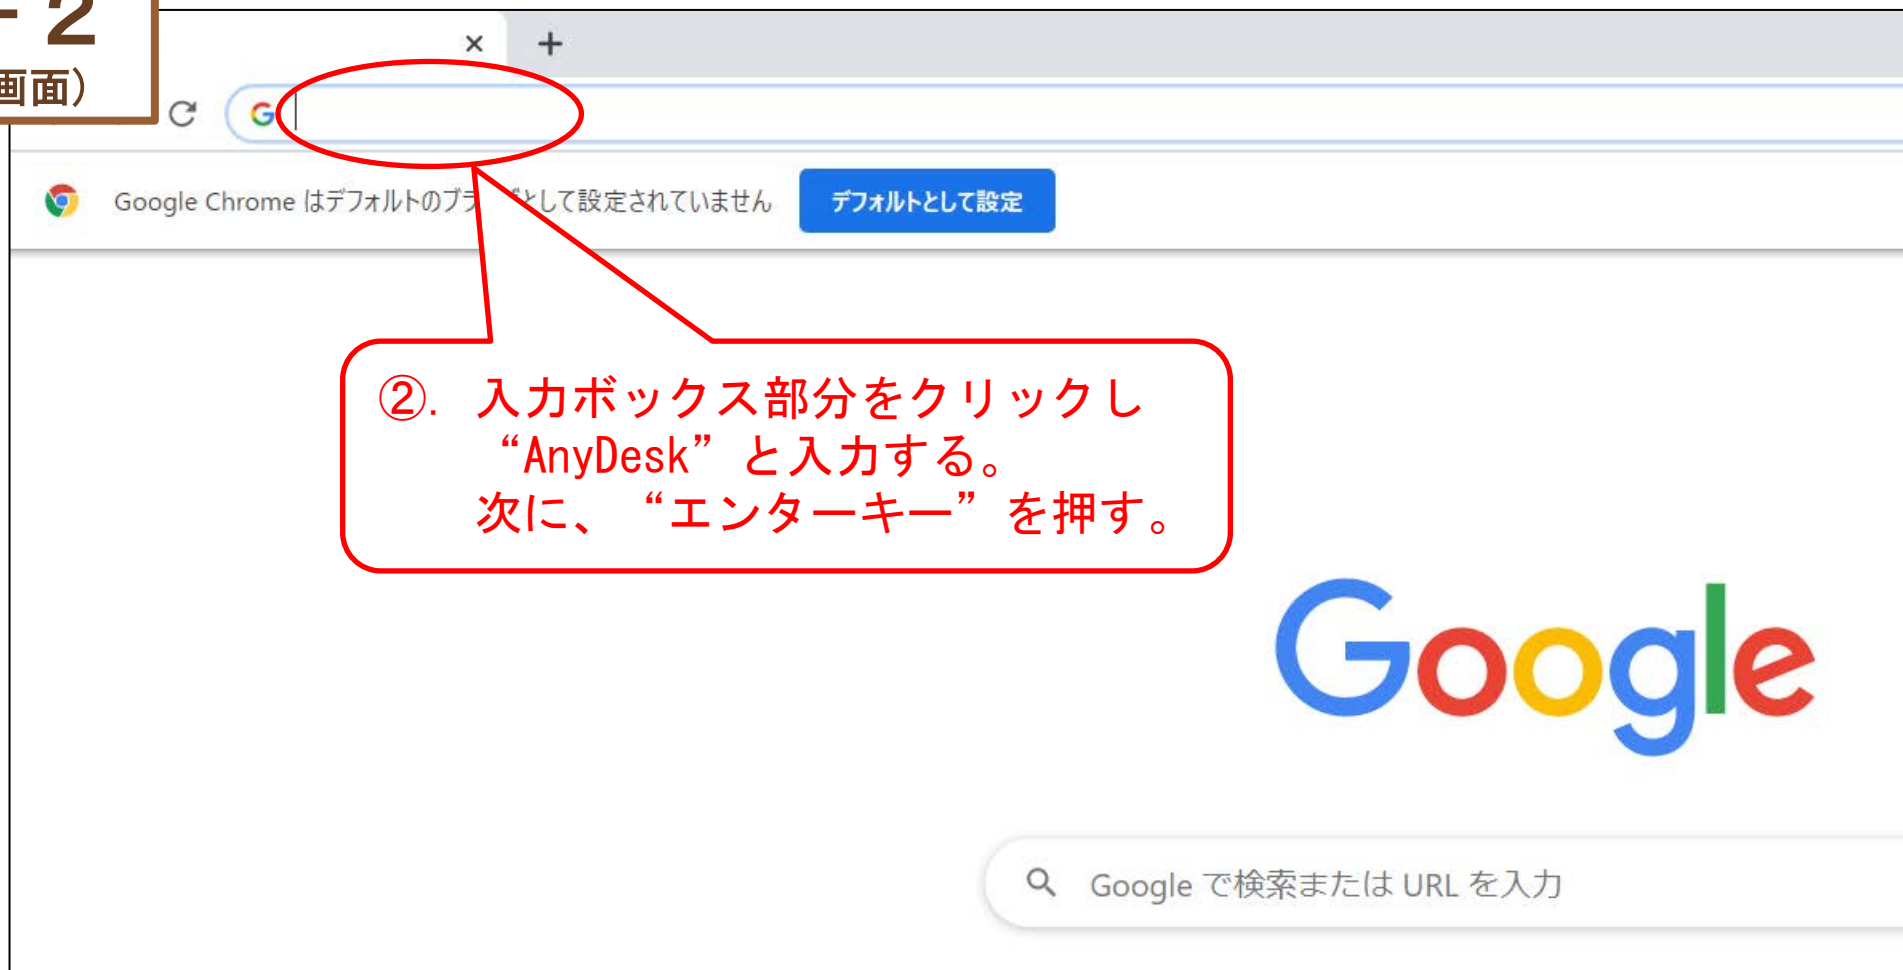 2
画面)
Google Chrome はデフォルトのブラ として設定されていません
デフォルトとして設定
②. 入力ボックス部分をクリックし
“AnyDesk”と入力する。
次に、“エンターキー”を押す。
Google
Google で検索または URL を入力